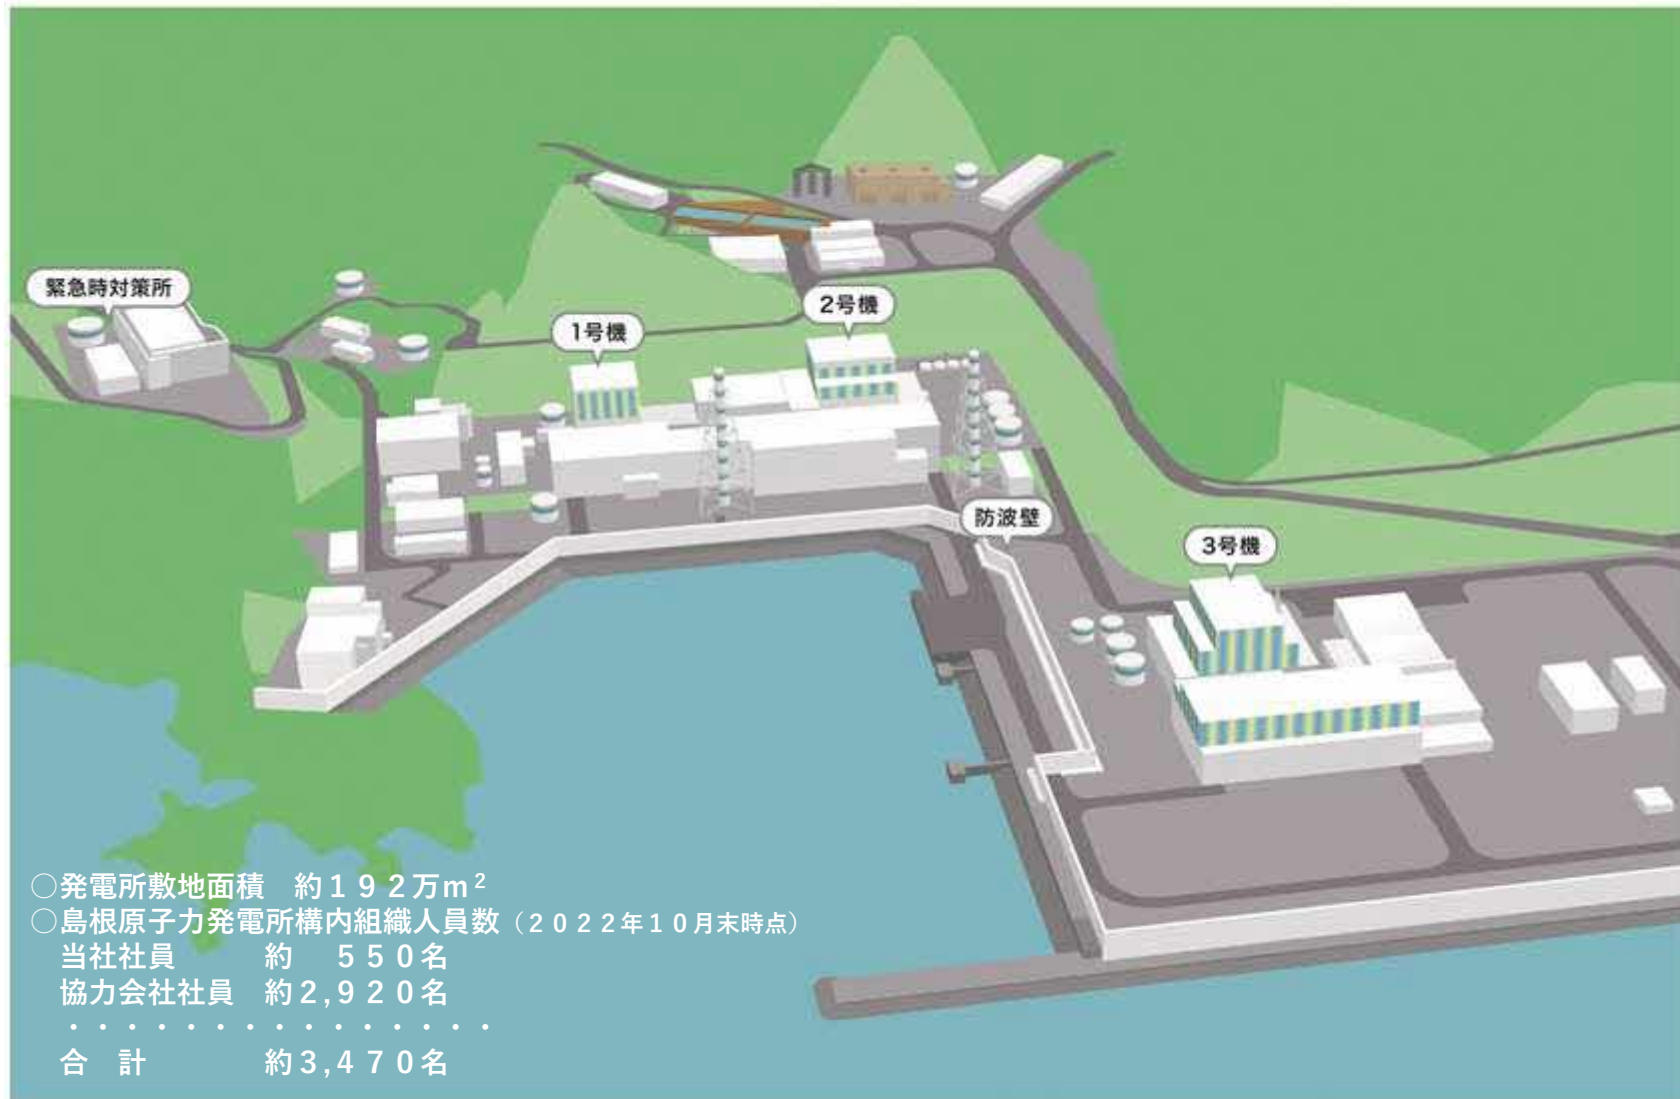 緊急時対策所
1号機
2号機
防波壁
3号機
○発電所敷地面積　約１９２万m²
○島根原子力発電所構内組織人員数（２０２２年１０月末時点）
当社社員　　　約　５５０名
協力会社社員　約２,９２０名
・・・・・・・・・・・・・・・
合　計　　　　約３,４７０名